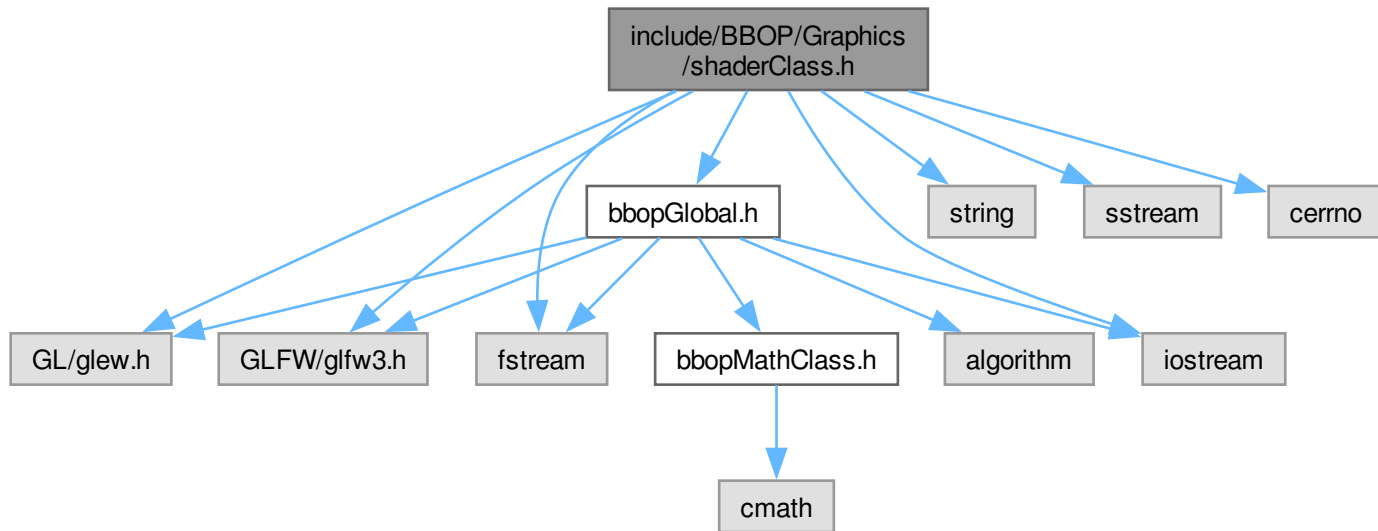 include/BBOP/Graphics
/shaderClass.h
bbopGlobal.h
string
sstream
cerrno
GL/glew.h
GLFW/glfw3.h
fstream
bbopMathClass.h
algorithm
iostream
cmath